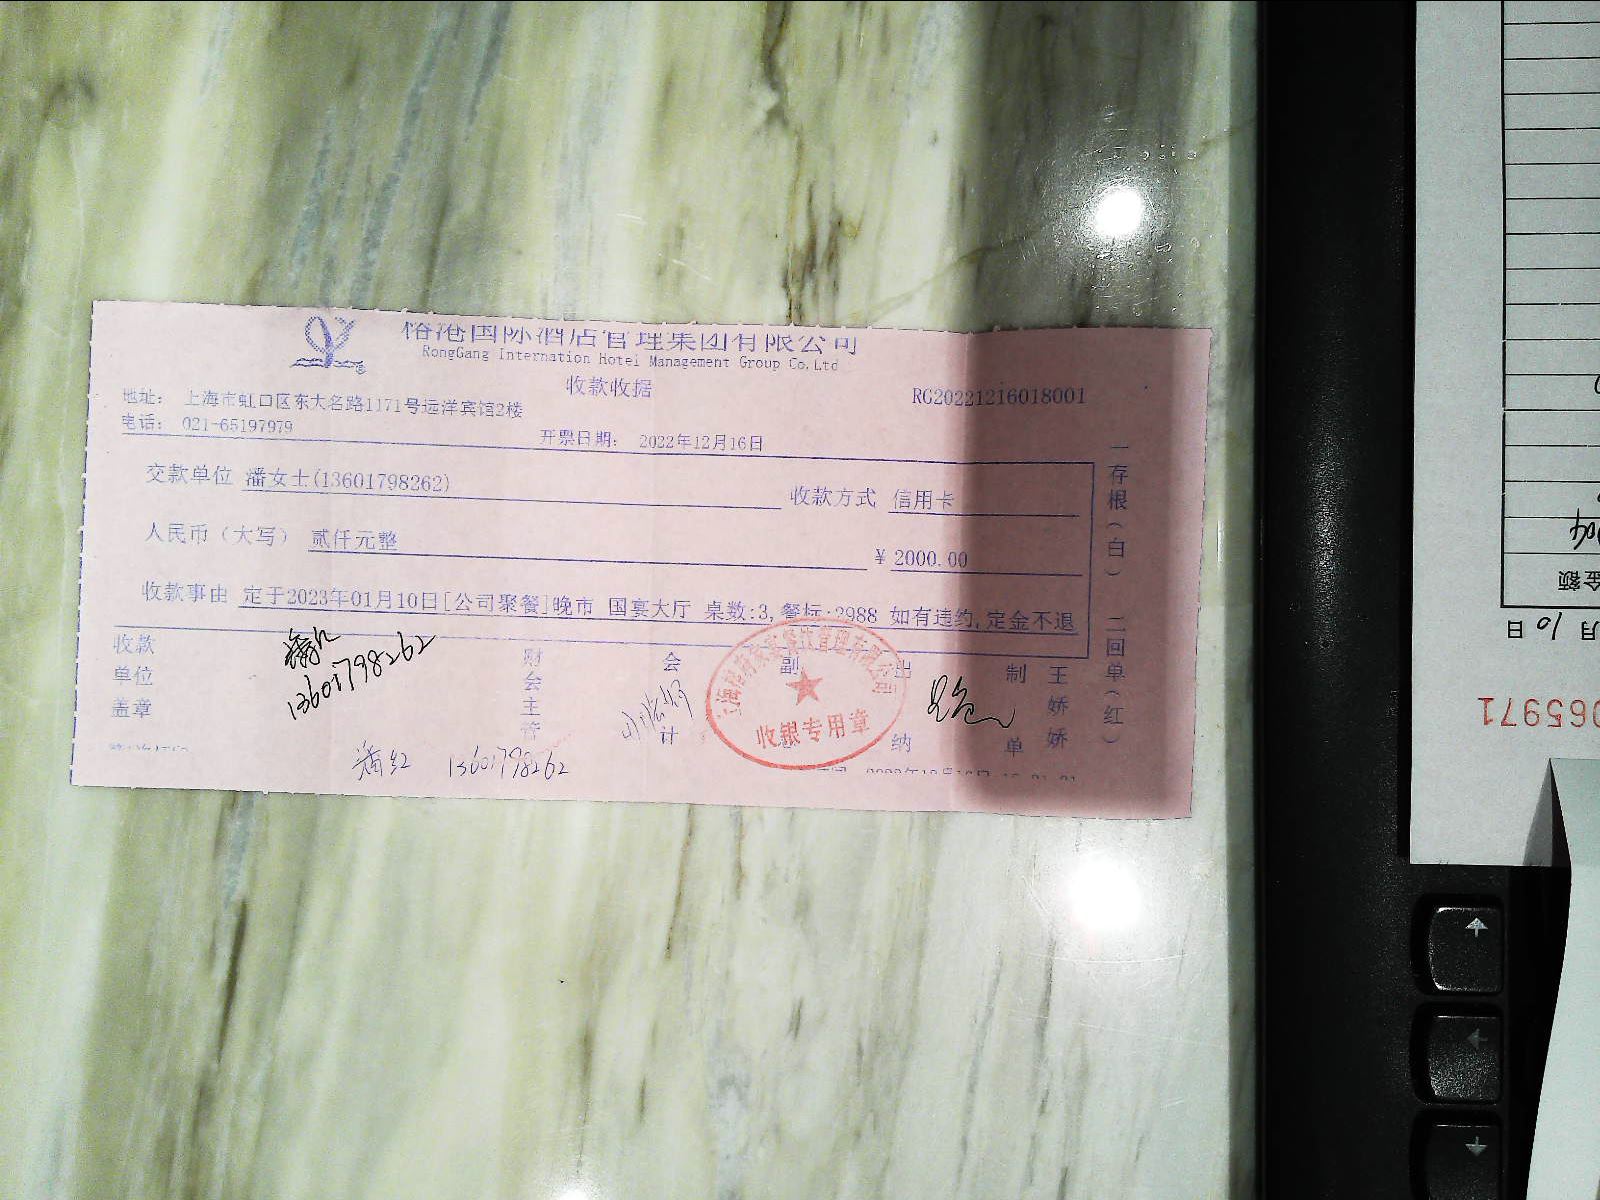 榕港国际酒店管理集团有限公司
RongGang Internation Hotel Management Group Co,Ltd
收款收据
RG20221216018001
地址： 上海市虹口区东大名路1171号远洋宾馆2楼
电话： 021-65197979
开票日期： 2022年12月16日
交款单位 潘女士(13601798262)
收款方式 信用卡
人民币（大写） 贰仟元整
¥ 2000.00
收款事由 定于2023年01月10日[公司聚餐]晚市 国宴大厅 桌数:3,餐标:2988 如有违约,定金不退
收款单位盖章
13601798262
财会主管
会计
副
出纳
制单
王娇娇
收银专用章
13601798262
一存根（白） 二回单（红）
金额
月 10 日
065971